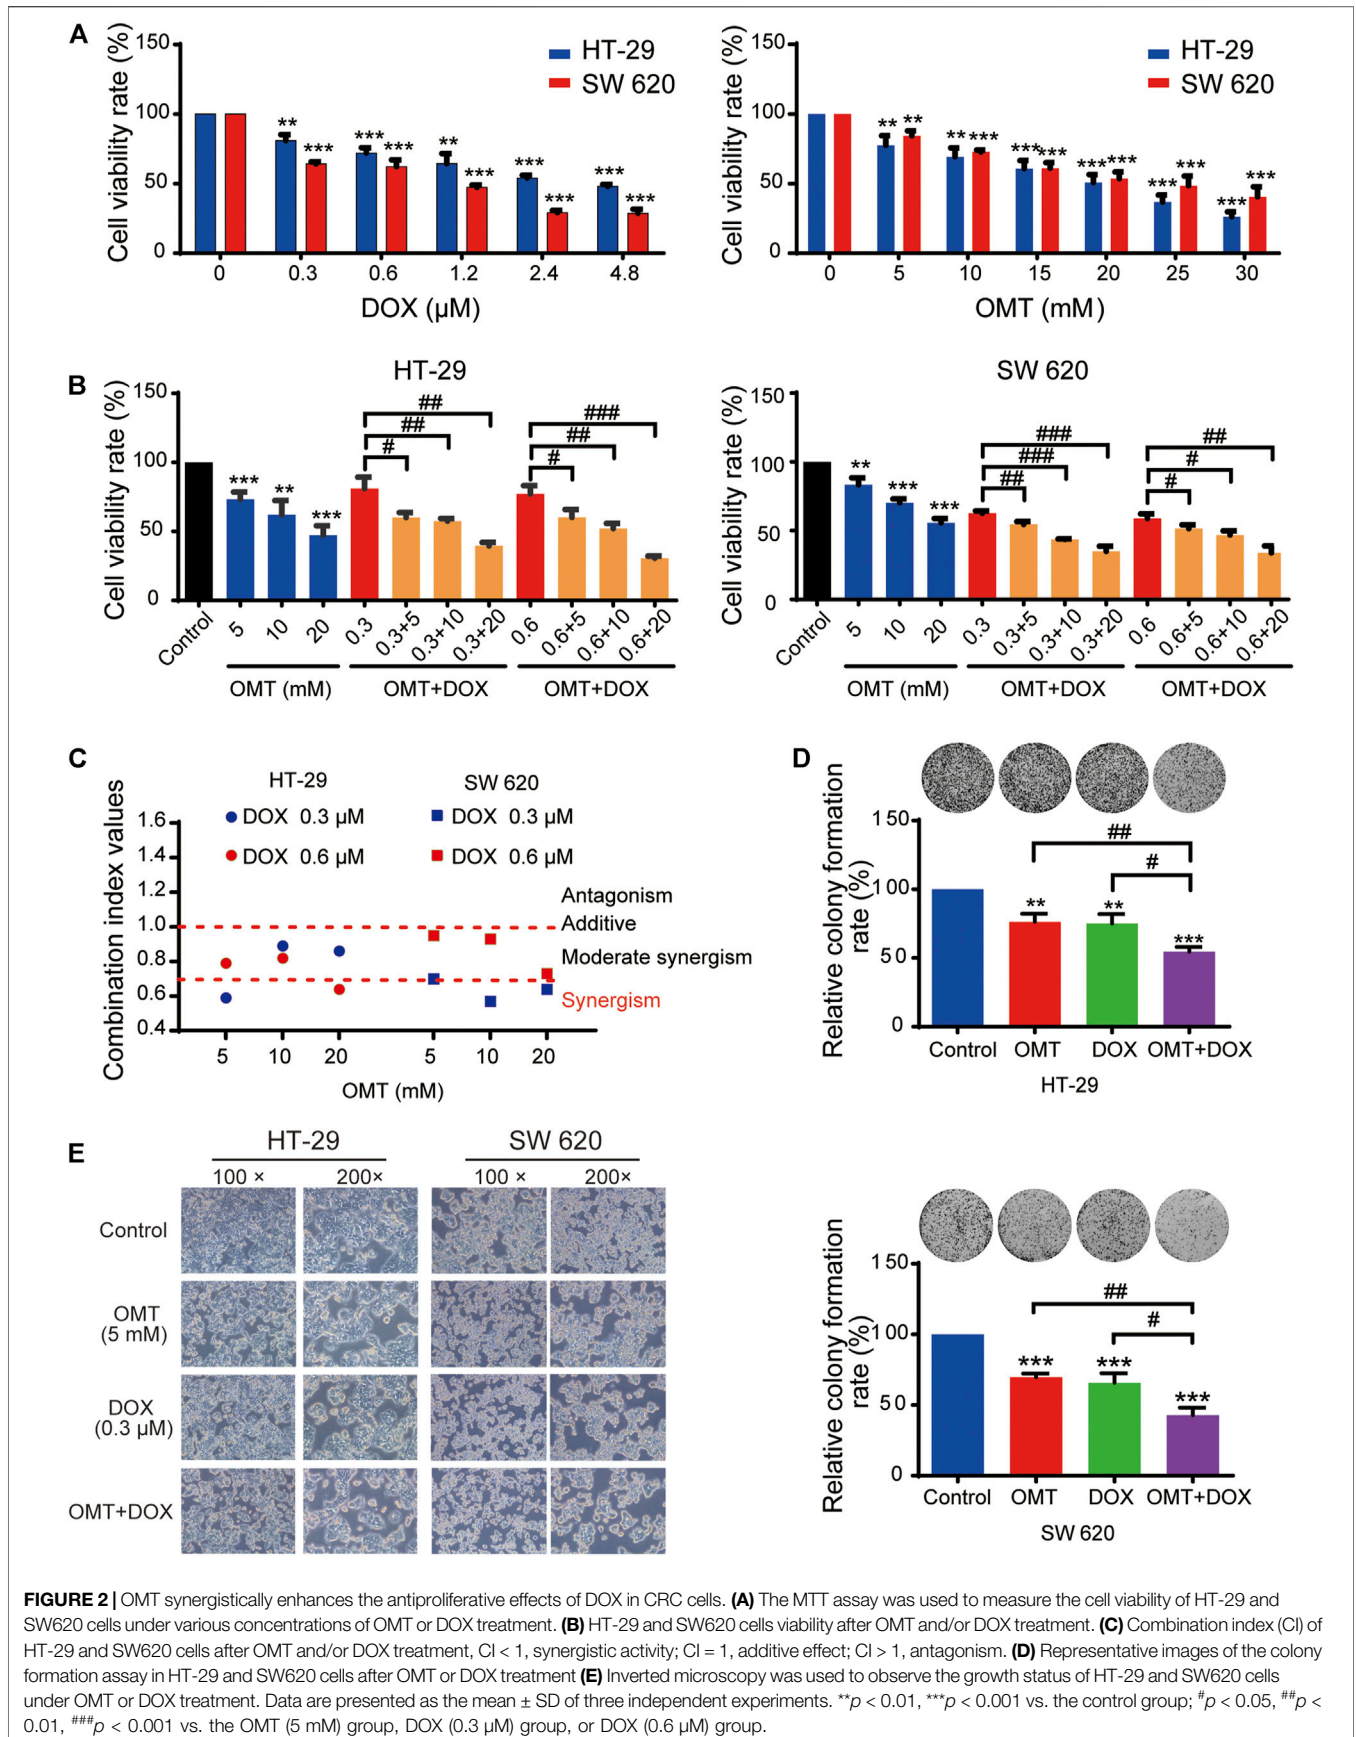 A
Cell viability rate (%)
150
100
50
0
HT-29
SW 620
** *** *** *** ** *** *** *** *** ***
0 0.3 0.6 1.2 2.4 4.8
DOX (µM)
Cell viability rate (%)
150
100
50
0
HT-29
SW 620
** ** ** *** *** *** *** *** *** *** *** ***
0 5 10 15 20 25 30
OMT (mM)
B
HT-29
Cell viability rate (%)
150
100
50
0
*** ** ***
# ## ##
# ## ###
Control 5 10 20 0.3 0.3+5 0.3+10 0.3+20 0.6 0.6+5 0.6+10 0.6+20
OMT (mM) OMT+DOX OMT+DOX
SW 620
Cell viability rate (%)
150
100
50
0
** *** ***
## ### ###
# # ##
Control 5 10 20 0.3 0.3+5 0.3+10 0.3+20 0.6 0.6+5 0.6+10 0.6+20
OMT (mM) OMT+DOX OMT+DOX
C
HT-29 SW 620
DOX 0.3 µM DOX 0.3 µM
DOX 0.6 µM DOX 0.6 µM
Combination index values
1.6
1.4
1.2
1.0
0.8
0.6
0.4
Antagonism
Additive
Moderate synergism
Synergism
5 10 20 5 10 20
OMT (mM)
D
Relative colony formation
rate (%)
150
100
50
0
##
#
** ** ***
Control OMT DOX OMT+DOX
HT-29
Relative colony formation
rate (%)
150
100
50
0
##
#
*** *** ***
Control OMT DOX OMT+DOX
SW 620
E
HT-29 SW 620
100 × 200× 100 × 200×
Control
OMT
(5 mM)
DOX
(0.3 µM)
OMT+DOX
FIGURE 2 | OMT synergistically enhances the antiproliferative effects of DOX in CRC cells. (A) The MTT assay was used to measure the cell viability of HT-29 and
SW620 cells under various concentrations of OMT or DOX treatment. (B) HT-29 and SW620 cells viability after OMT and/or DOX treatment. (C) Combination index (CI) of
HT-29 and SW620 cells after OMT and/or DOX treatment, CI < 1, synergistic activity; CI = 1, additive effect; CI > 1, antagonism. (D) Representative images of the colony
formation assay in HT-29 and SW620 cells after OMT or DOX treatment (E) Inverted microscopy was used to observe the growth status of HT-29 and SW620 cells
under OMT or DOX treatment. Data are presented as the mean ± SD of three independent experiments. **p < 0.01, ***p < 0.001 vs. the control group; #p < 0.05, ##p <
0.01, ###p < 0.001 vs. the OMT (5 mM) group, DOX (0.3 µM) group, or DOX (0.6 µM) group.